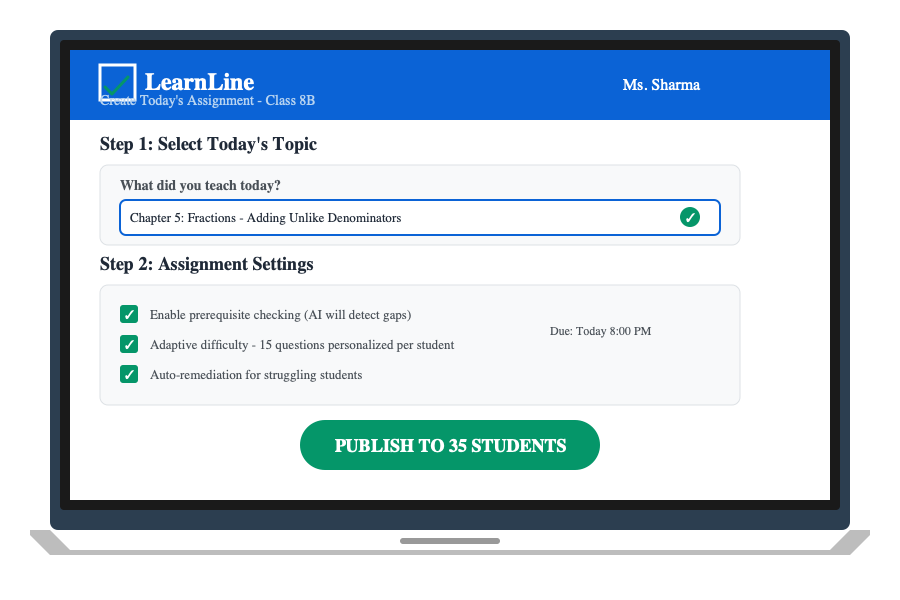 LearnLine
Create Today's Assignment - Class 8B
Ms. Sharma
Step 1: Select Today's Topic
What did you teach today?
Chapter 5: Fractions - Adding Unlike Denominators
✓
Step 2: Assignment Settings
✓ Enable prerequisite checking (AI will detect gaps)
Due: Today 8:00 PM
✓ Adaptive difficulty - 15 questions personalized per student
✓ Auto-remediation for struggling students
PUBLISH TO 35 STUDENTS